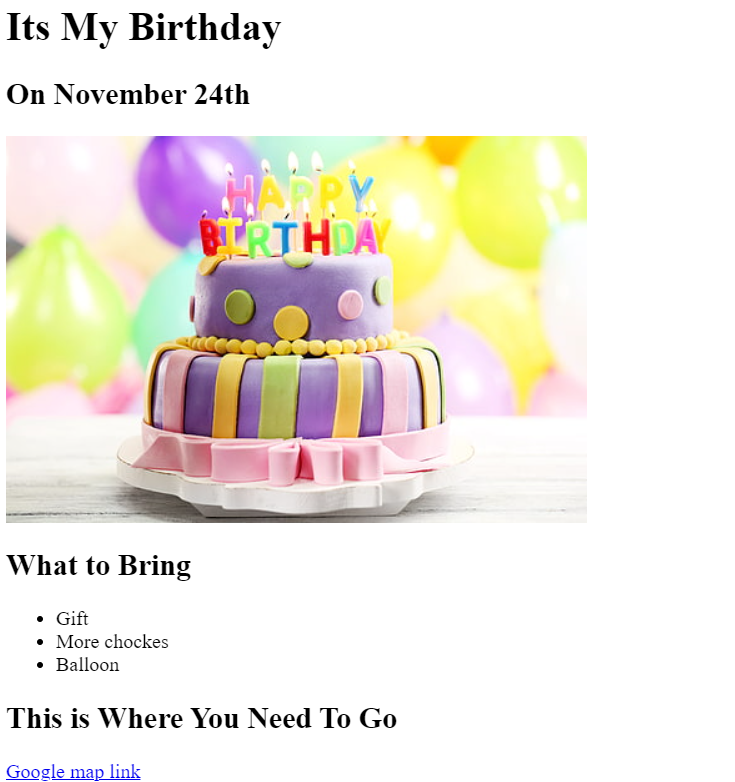 Its My Birthday
On November 24th
HAPPY
BIRTHDAY
What to Bring
Gift
More chockes
Balloon
This is Where You Need To Go
Google map link